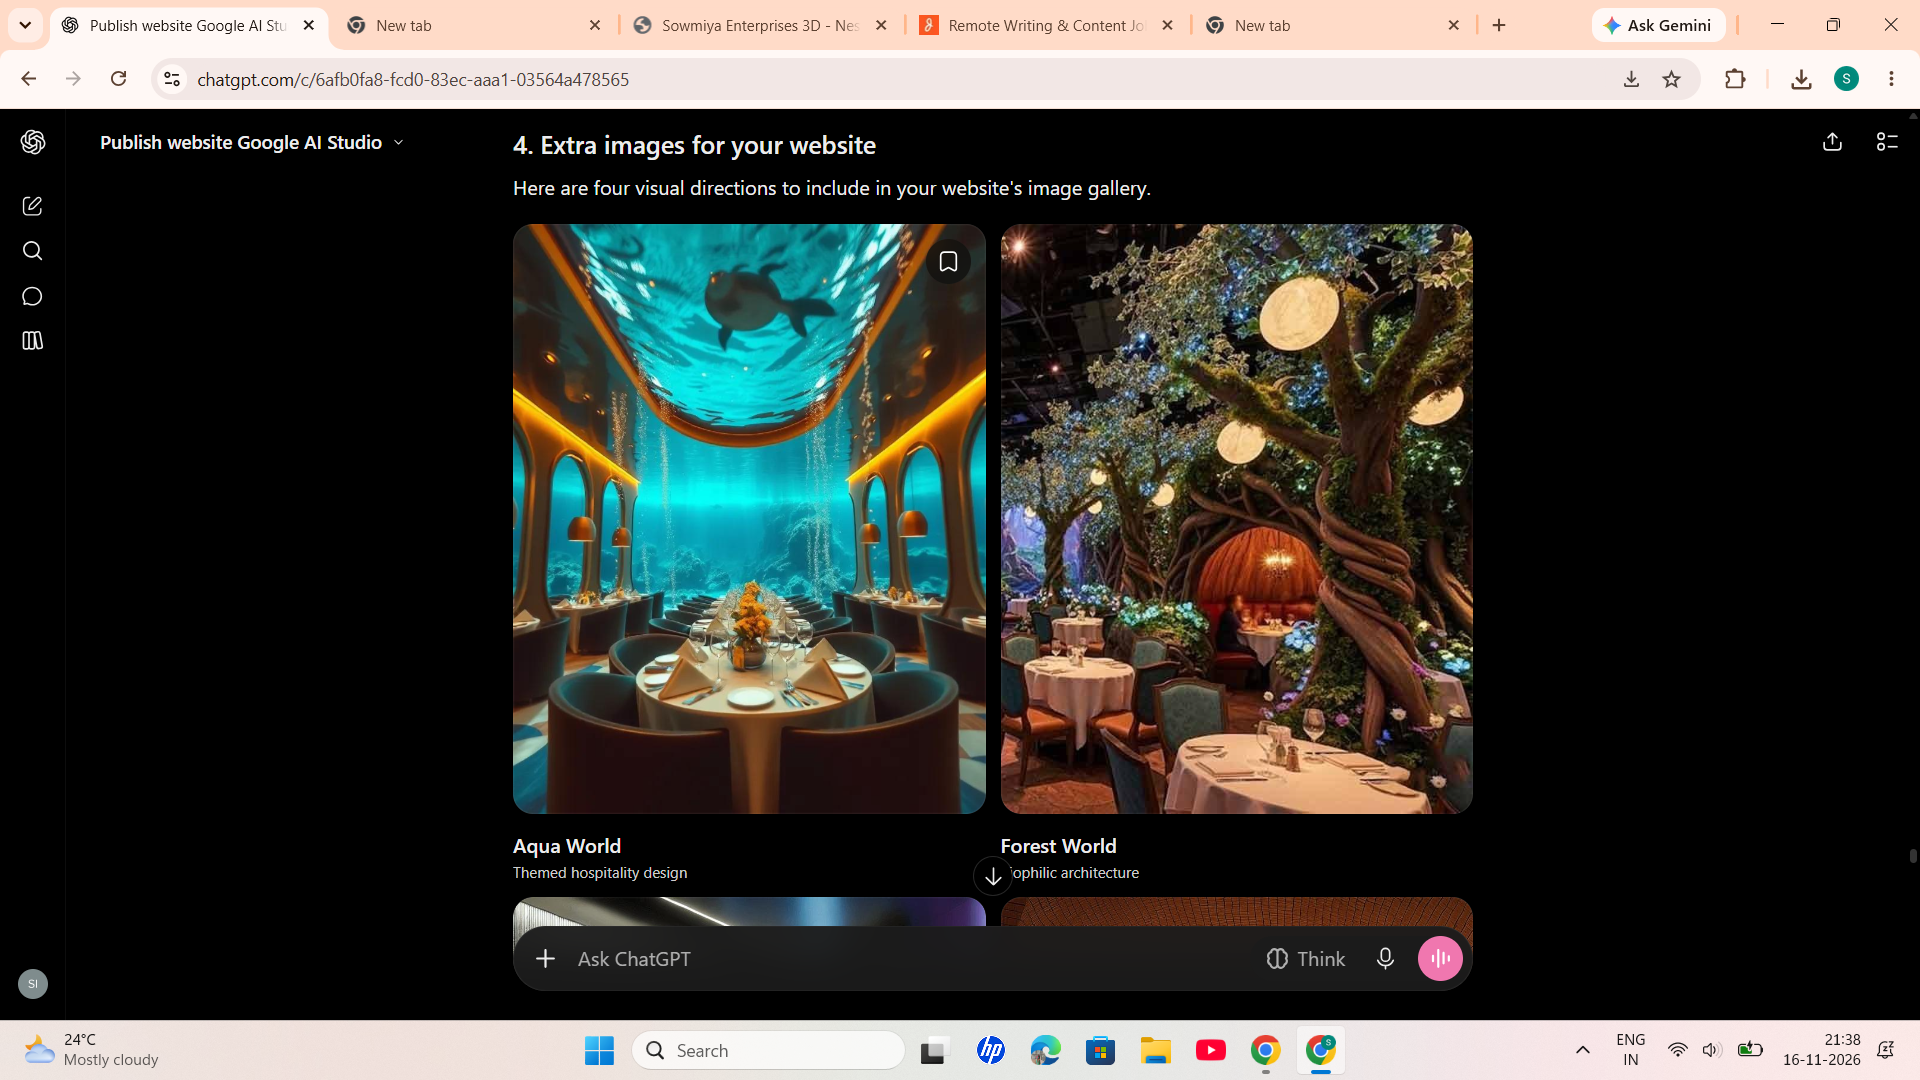 Publish website Google AI Stu
New tab
Sowmiya Enterprises 3D - Nes
Remote Writing & Content Jo
New tab
Ask Gemini
chatgpt.com/c/6afb0fa8-fcd0-83ec-aaa1-03564a478565
S
Publish website Google AI Studio
4. Extra images for your website
Here are four visual directions to include in your website's image gallery.
Aqua World
Themed hospitality design
Forest World
iophilic architecture
Ask ChatGPT
Think
SI
24°C
Mostly cloudy
Search
hp
S
ENG
IN
21:38
16-11-2026